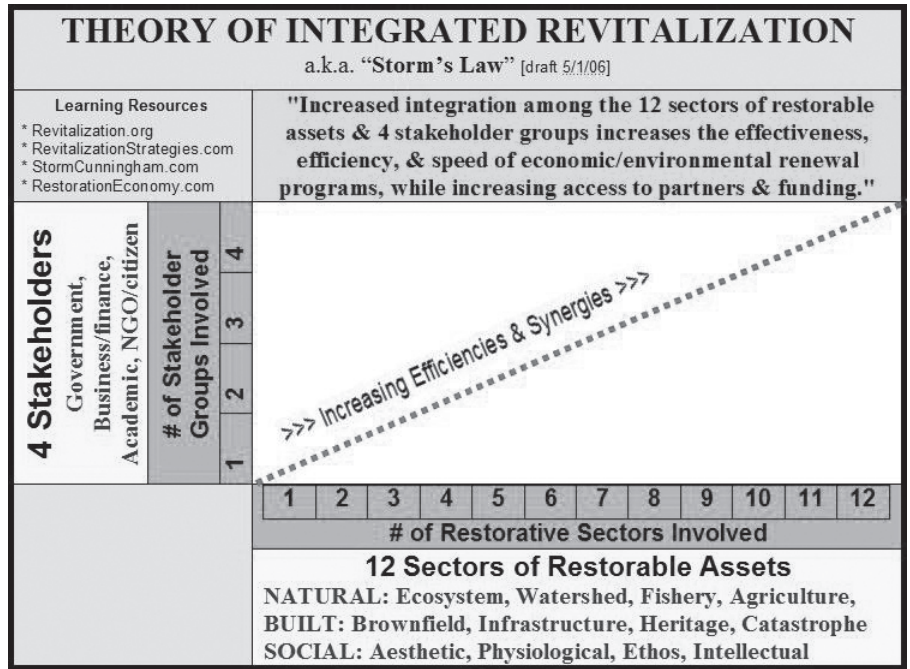 THEORY OF INTEGRATED REVITALIZATION
a.k.a. “Storm’s Law” [draft 5/1/06]
Learning Resources
* Revitalization.org
* RevitalizationStrategies.com
* StormCunningham.com
* RestorationEconomy.com
"Increased integration among the 12 sectors of restorable
assets & 4 stakeholder groups increases the effectiveness,
efficiency, & speed of economic/environmental renewal
programs, while increasing access to partners & funding."
4 Stakeholders
Government,
Business/finance,
Academic, NGO/citizen
# of Stakeholder
Groups Involved
4
3
2
1
>>> Increasing Efficiencies & Synergies >>>
1 2 3 4 5 6 7 8 9 10 11 12
# of Restorative Sectors Involved
12 Sectors of Restorable Assets
NATURAL: Ecosystem, Watershed, Fishery, Agriculture,
BUILT: Brownfield, Infrastructure, Heritage, Catastrophe
SOCIAL: Aesthetic, Physiological, Ethos, Intellectual